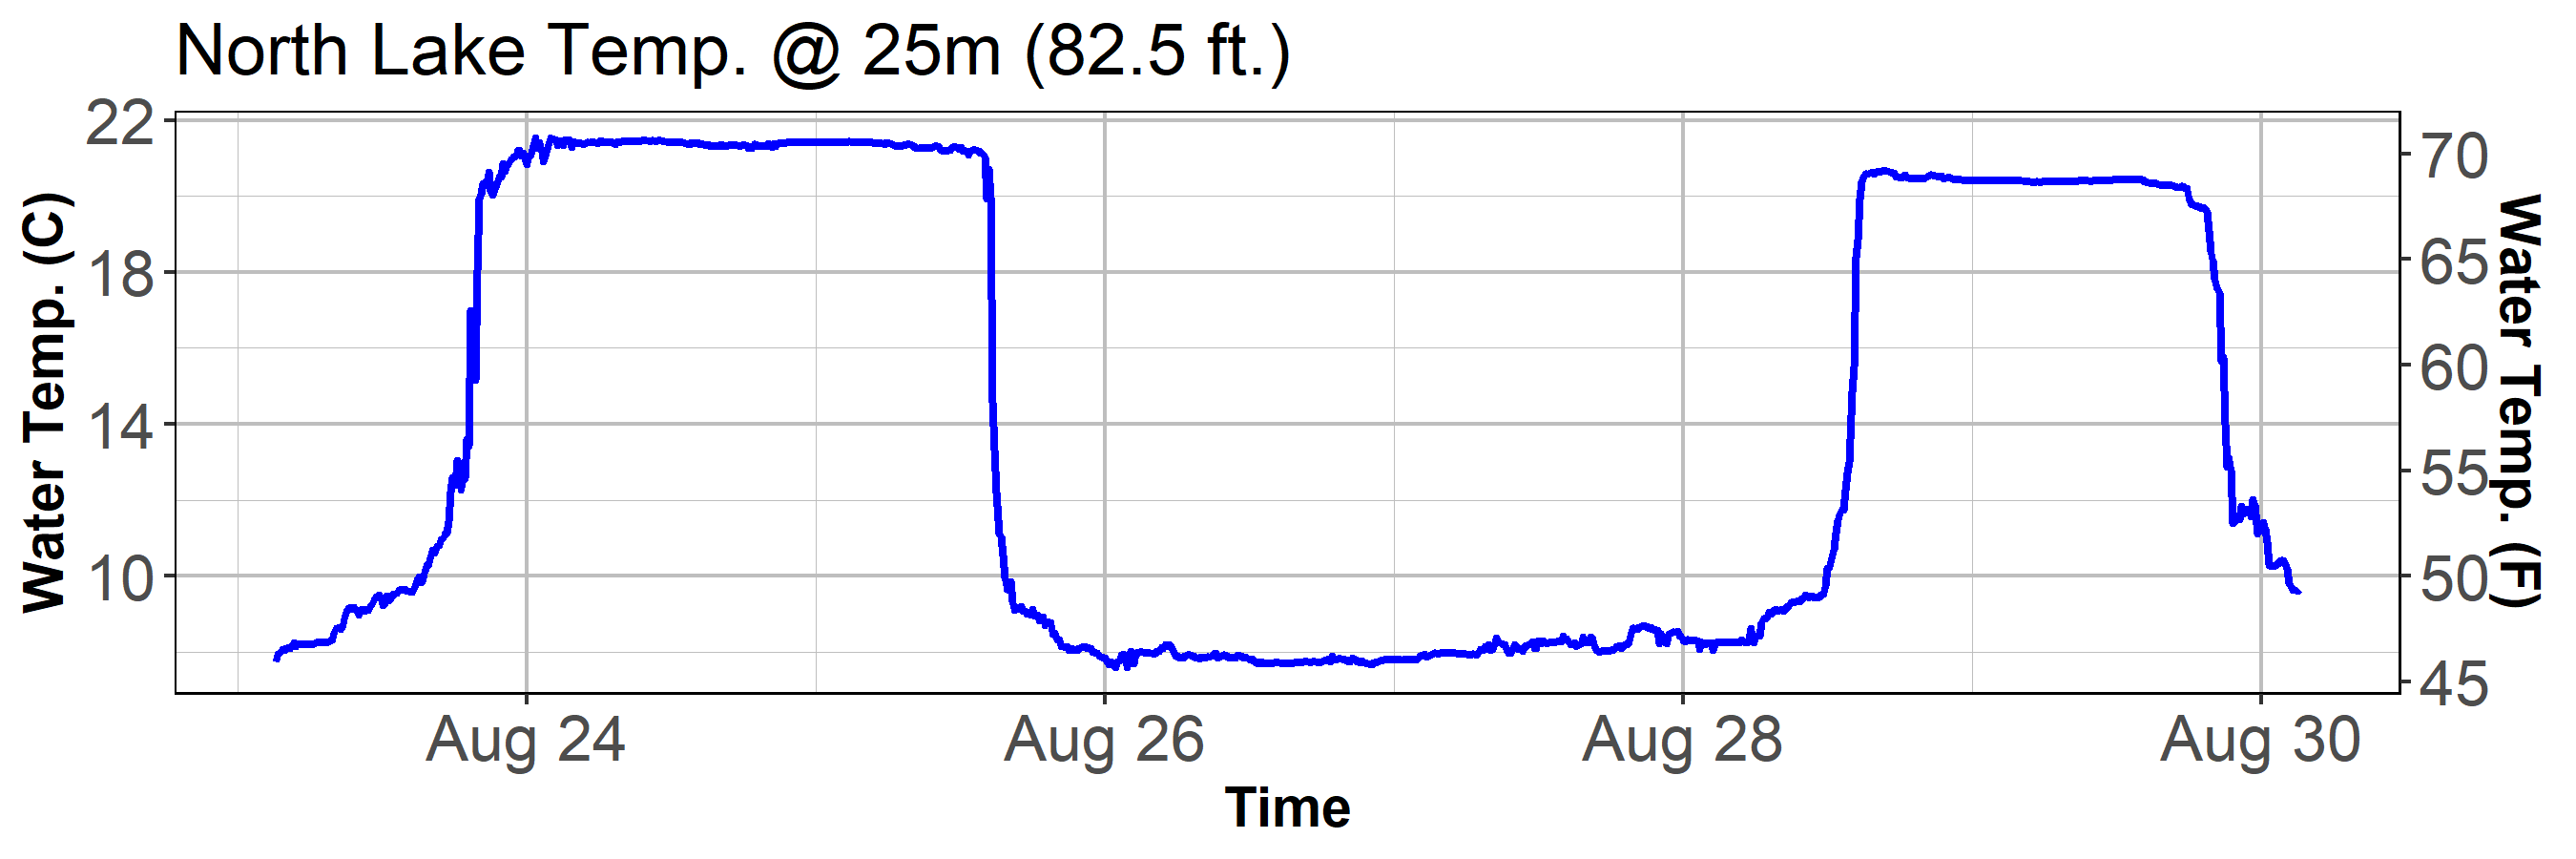 North Lake Temp. @ 25m (82.5 ft.)
Water Temp. (C)
22
18
14
10
70
65
60
55
50
45
Water Temp. (F)
Aug 24 Aug 26 Aug 28 Aug 30
Time